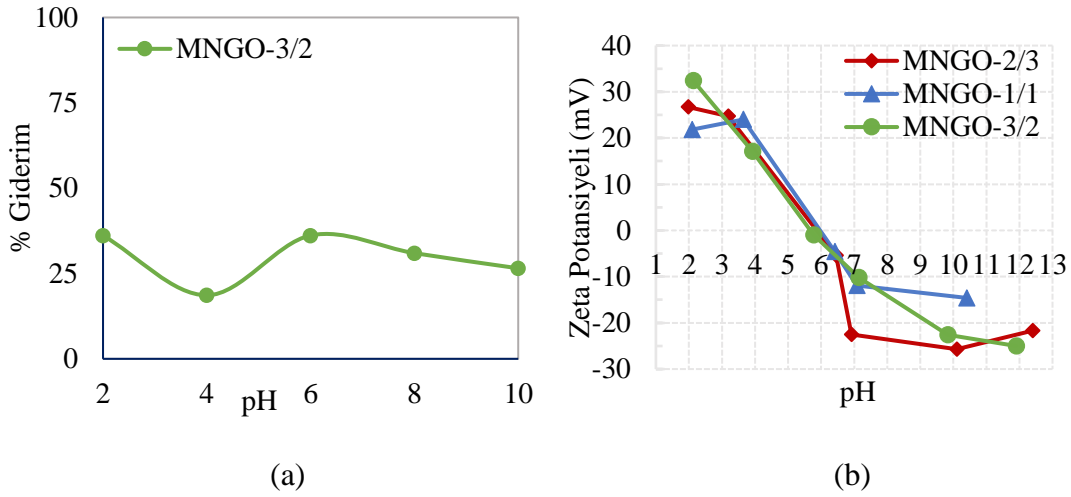 100
75
50
25
0
% Giderim
MNGO-3/2
2 4 6 8 10
pH
(a)
40
30
20
10
0
-10
-20
-30
Zeta Potansiyeli (mV)
MNGO-2/3
MNGO-1/1
MNGO-3/2
1 2 3 4 5 6 7 8 9 10 11 12 13
pH
(b)